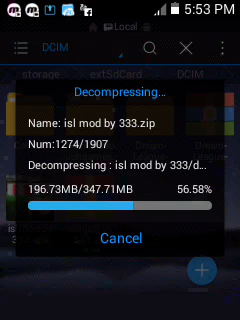 5:53 PM
Local
DCIM
storage extSdCard DCIM
Decompressing...
Name: isl mod by 333.zip
Num:1274/1907
Decompressing : isl mod by 333/d...
196.73MB/347.71MB 56.58%
Cancel